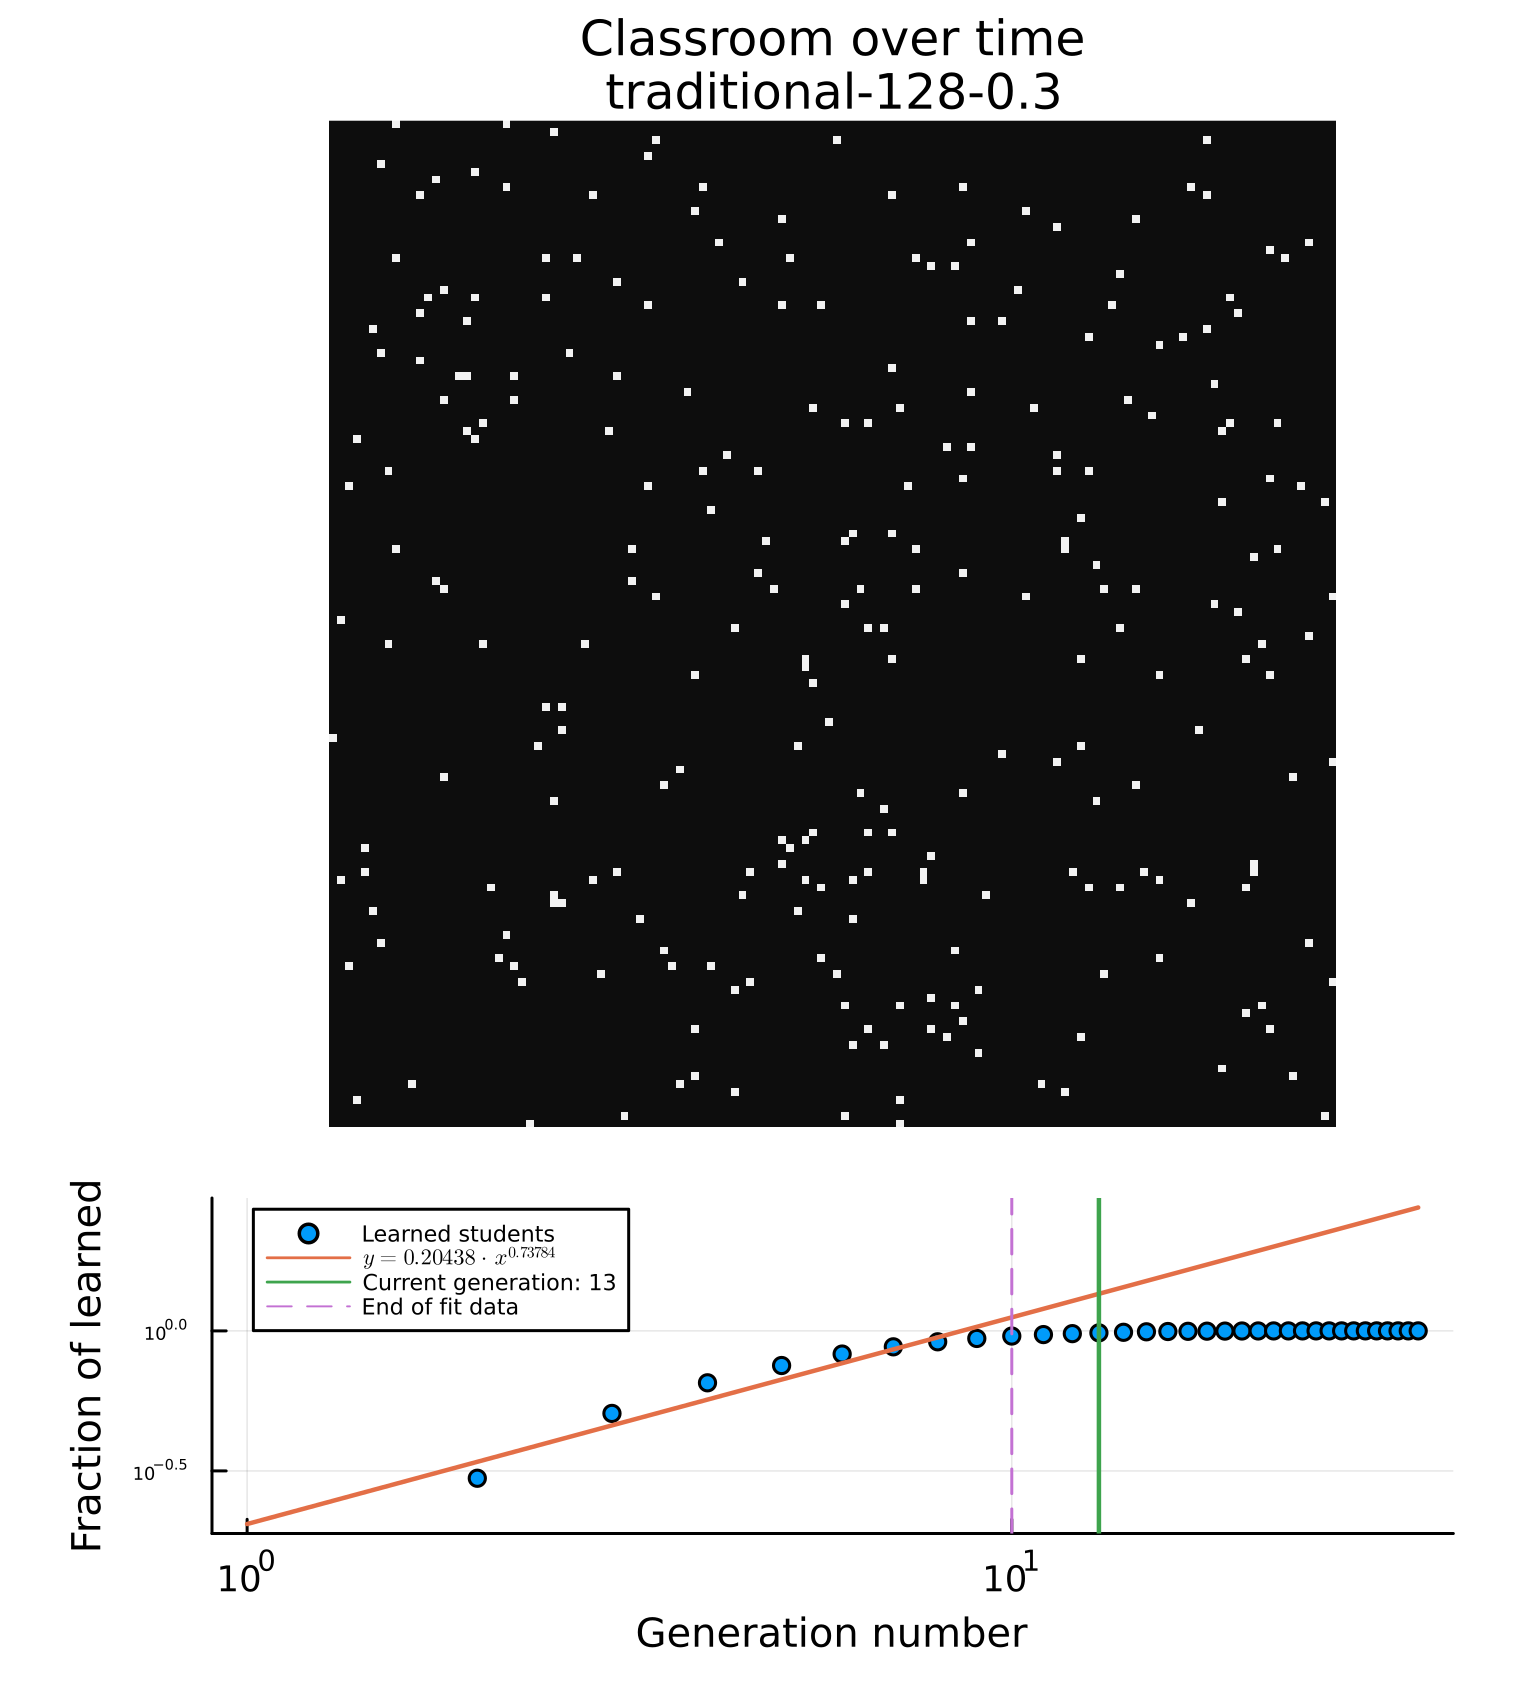 Classroom over time
traditional-128-0.3
Fraction of learned
Learned students
y = 0.20438 · x^0.73784
Current generation: 13
End of fit data
10^0.0
10^−0.5
10^0
10^1
Generation number